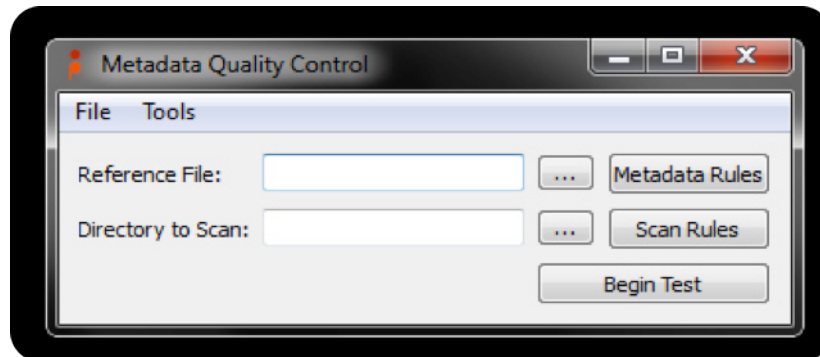 Metadata Quality Control
File Tools
Reference File: ... Metadata Rules
Directory to Scan: ... Scan Rules
Begin Test